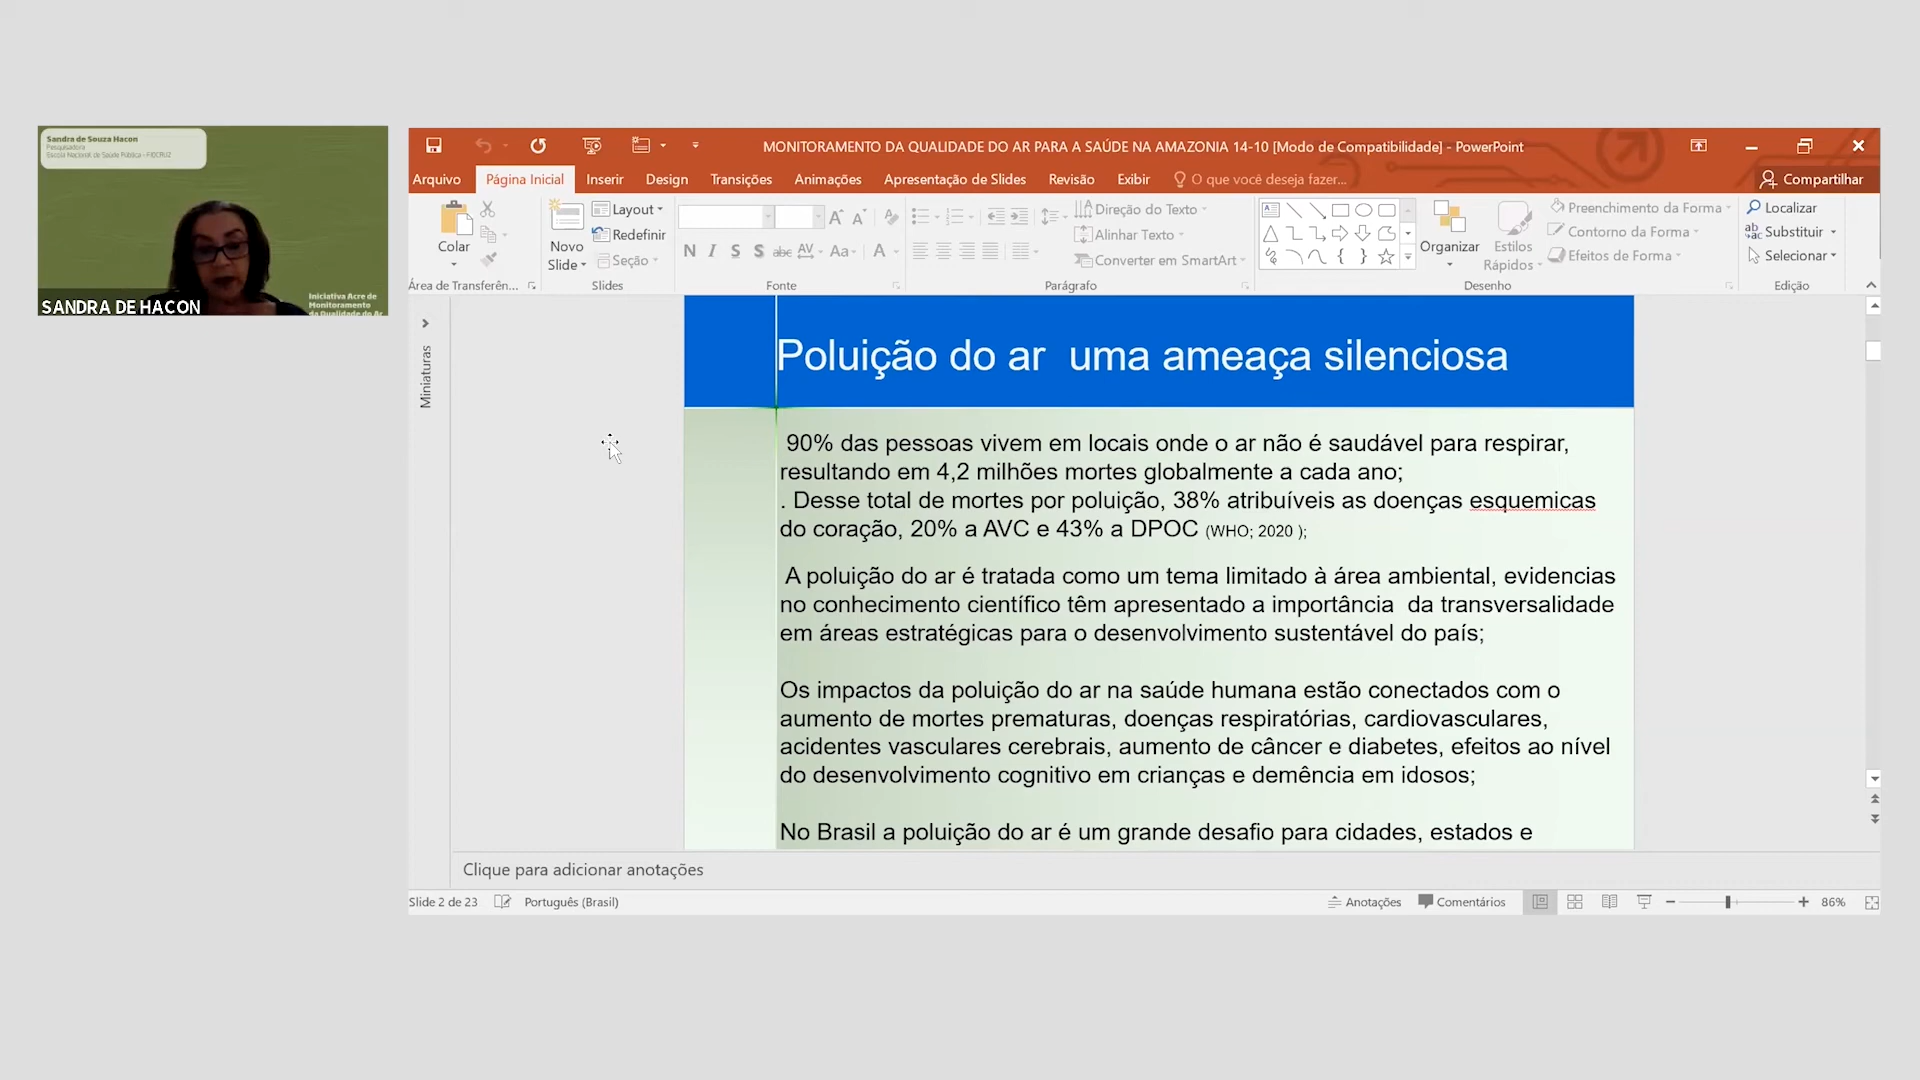 Sandra de Souza Hacon
Pesquisadora
Escola Nacional de Saúde Pública - FIOCRUZ
SANDRA DE HACON
Iniciativa Acre de
Monitoramento
da Qualidade do Ar
MONITORAMENTO DA QUALIDADE DO AR PARA A SAÚDE NA AMAZONIA 14-10 [Modo de Compatibilidade] - PowerPoint
Arquivo Página Inicial Inserir Design Transições Animações Apresentação de Slides Revisão Exibir O que você deseja fazer... Compartilhar
Colar
Novo
Slide
Layout
Redefinir
Seção
N I S S abc AV Aa A
Direção do Texto
Alinhar Texto
Converter em SmartArt
Organizar
Estilos
Rápidos
Preenchimento da Forma
Contorno da Forma
Efeitos de Forma
Localizar
Substituir
Selecionar
Área de Transferên... Slides Fonte Parágrafo Desenho Edição
Miniaturas
Poluição do ar uma ameaça silenciosa
90% das pessoas vivem em locais onde o ar não é saudável para respirar,
resultando em 4,2 milhões mortes globalmente a cada ano;
. Desse total de mortes por poluição, 38% atribuíveis as doenças esquemicas
do coração, 20% a AVC e 43% a DPOC (WHO; 2020 );
A poluição do ar é tratada como um tema limitado à área ambiental, evidencias
no conhecimento científico têm apresentado a importância da transversalidade
em áreas estratégicas para o desenvolvimento sustentável do país;
Os impactos da poluição do ar na saúde humana estão conectados com o
aumento de mortes prematuras, doenças respiratórias, cardiovasculares,
acidentes vasculares cerebrais, aumento de câncer e diabetes, efeitos ao nível
do desenvolvimento cognitivo em crianças e demência em idosos;
No Brasil a poluição do ar é um grande desafio para cidades, estados e
Clique para adicionar anotações
Slide 2 de 23 Português (Brasil) Anotações Comentários 86%